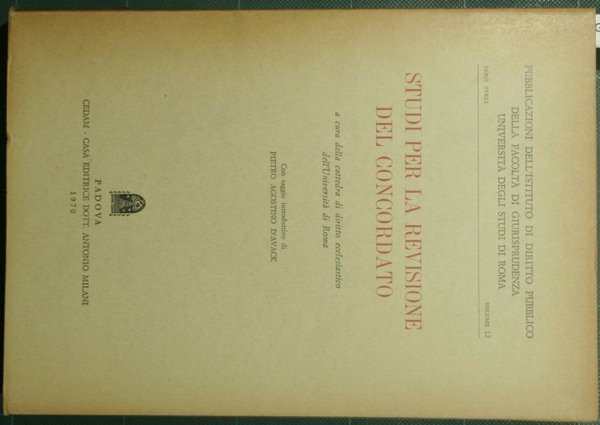 PUBBLICAZIONI DELL'ISTITUTO DI DIRITTO PUBBLICO
DELLA FACOLTÀ DI GIURISPRUDENZA
UNIVERSITÀ DEGLI STUDI DI ROMA
SERIE TERZA VOLUME 12
STUDI PER LA REVISIONE
DEL CONCORDATO
a cura della cattedra di diritto ecclesiastico
dell'Università di Roma
Con saggio introduttivo di
PIETRO AGOSTINO D'AVACK
PADOVA
CEDAM - CASA EDITRICE DOTT. ANTONIO MILANI
1970